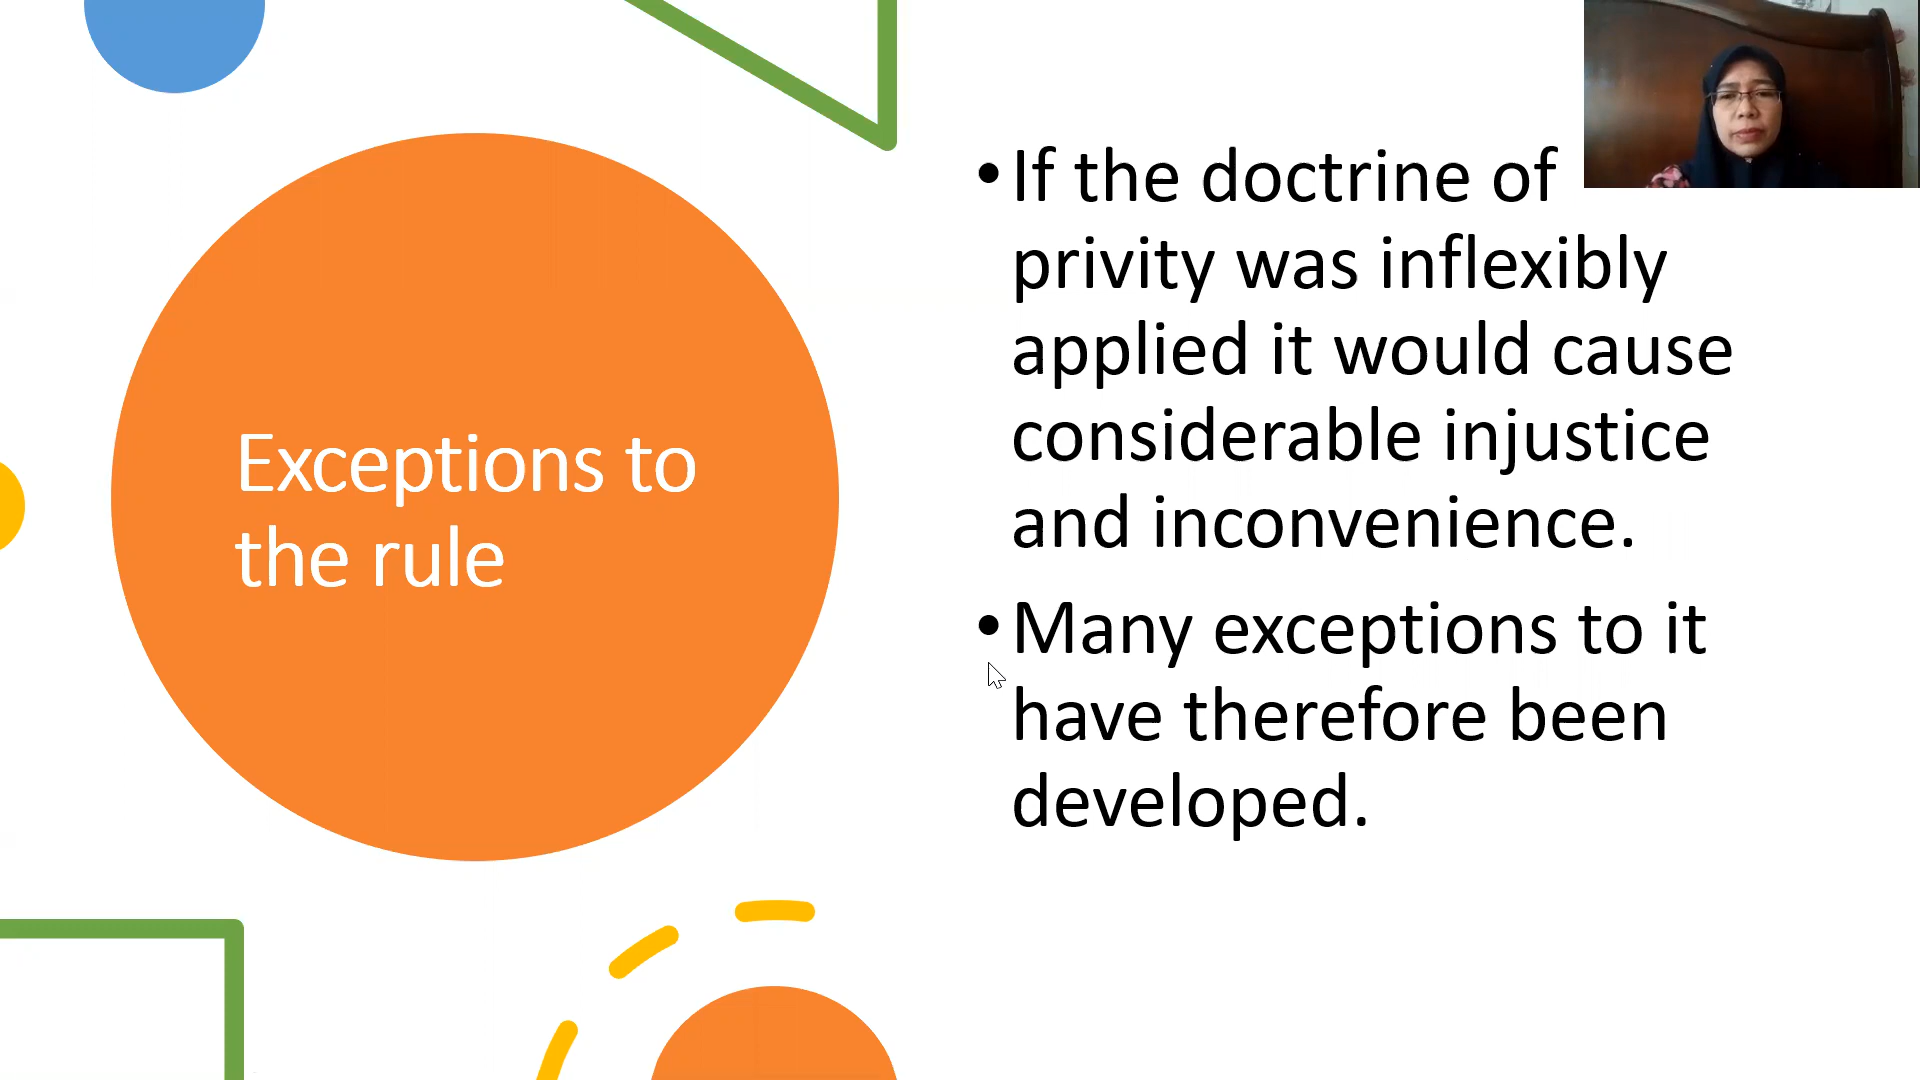 Exceptions to
the rule
•If the doctrine of
privity was inflexibly
applied it would cause
considerable injustice
and inconvenience.
•Many exceptions to it
have therefore been
developed.